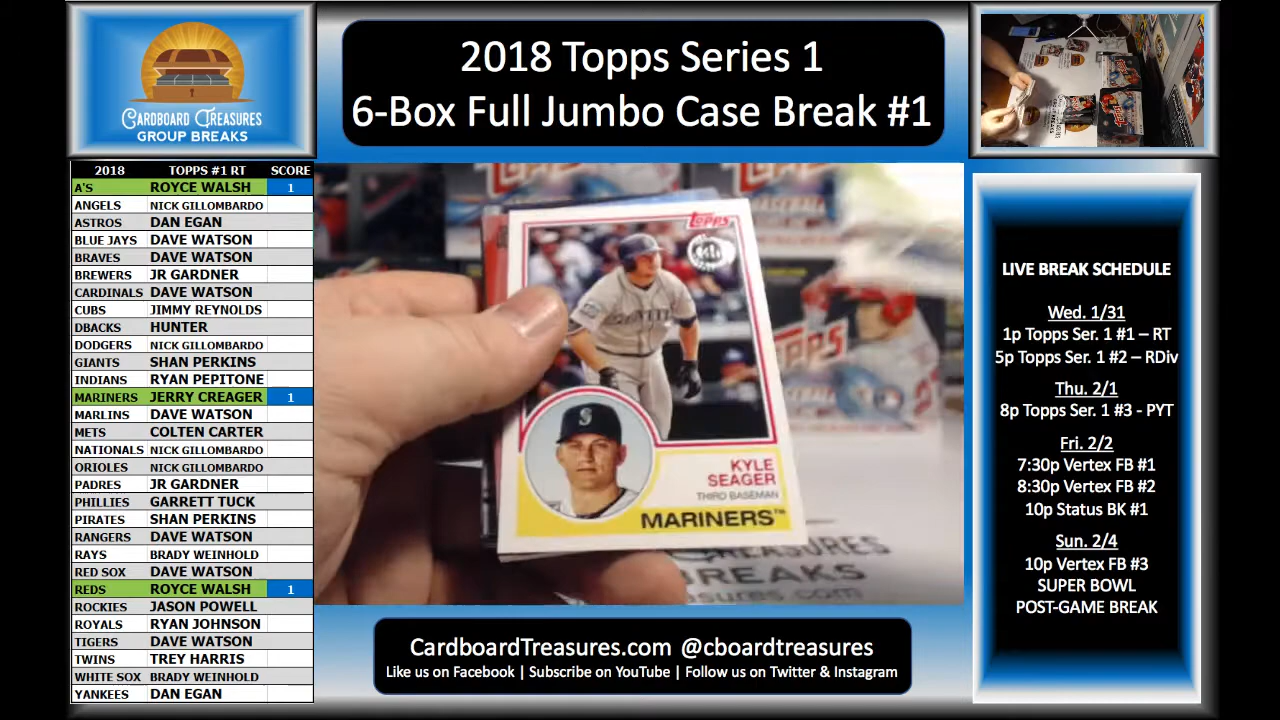 2018 Topps Series 1
6-Box Full Jumbo Case Break #1
CARDBOARD TREASURES
GROUP BREAKS
2018 TOPPS #1 RT SCORE
A'S ROYCE WALSH 1
ANGELS NICK GILLOMBARDO
ASTROS DAN EGAN
BLUE JAYS DAVE WATSON
BRAVES DAVE WATSON
BREWERS JR GARDNER
CARDINALS DAVE WATSON
CUBS JIMMY REYNOLDS
DBACKS HUNTER
DODGERS NICK GILLOMBARDO
GIANTS SHAN PERKINS
INDIANS RYAN PEPITONE
MARINERS JERRY CREAGER 1
MARLINS DAVE WATSON
METS COLTEN CARTER
NATIONALS NICK GILLOMBARDO
ORIOLES NICK GILLOMBARDO
PADRES JR GARDNER
PHILLIES GARRETT TUCK
PIRATES SHAN PERKINS
RANGERS DAVE WATSON
RAYS BRADY WEINHOLD
RED SOX DAVE WATSON
REDS ROYCE WALSH 1
ROCKIES JASON POWELL
ROYALS RYAN JOHNSON
TIGERS DAVE WATSON
TWINS TREY HARRIS
WHITE SOX BRADY WEINHOLD
YANKEES DAN EGAN
TOPPS
KYLE
SEAGER
THIRD BASEMAN
MARINERS™
TREASURES
BREAKS
LIVE BREAK SCHEDULE
Wed. 1/31
1p Topps Ser. 1 #1 – RT
5p Topps Ser. 1 #2 – RDiv
Thu. 2/1
8p Topps Ser. 1 #3 - PYT
Fri. 2/2
7:30p Vertex FB #1
8:30p Vertex FB #2
10p Status BK #1
Sun. 2/4
10p Vertex FB #3
SUPER BOWL
POST-GAME BREAK
CardboardTreasures.com @cboardtreasures
Like us on Facebook | Subscribe on YouTube | Follow us on Twitter & Instagram